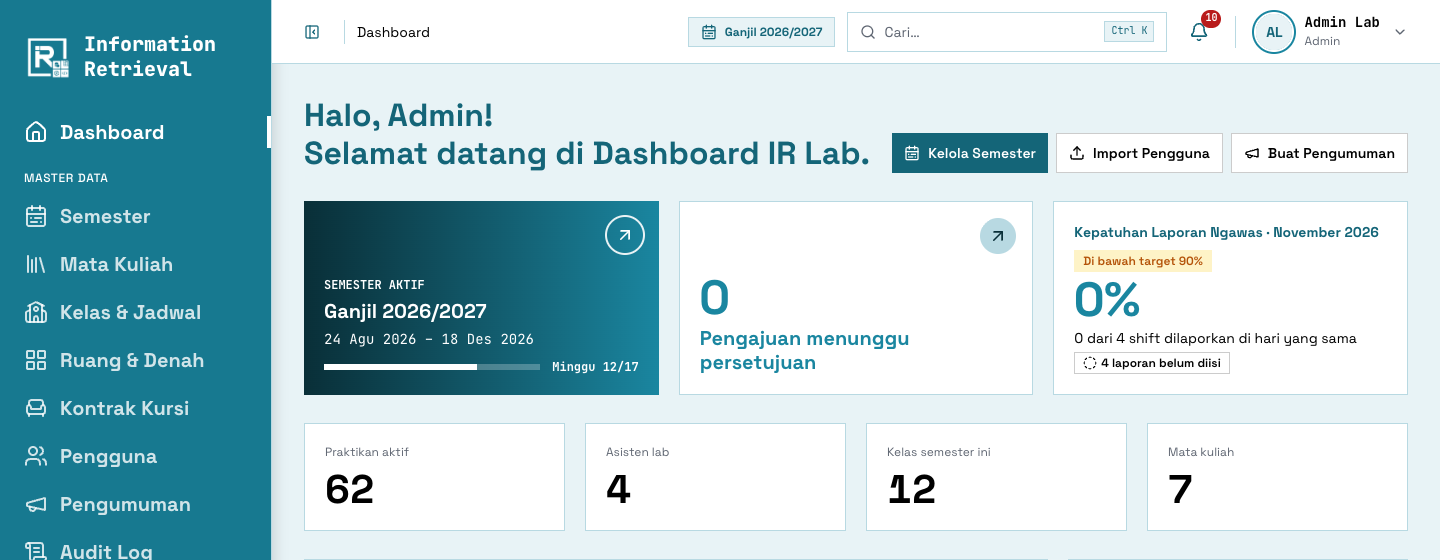 Information
Retrieval
Dashboard
MASTER DATA
Semester
Mata Kuliah
Kelas & Jadwal
Ruang & Denah
Kontrak Kursi
Pengguna
Pengumuman
Audit Log
Dashboard
Ganjil 2026/2027
Cari...
Ctrl K
10
AL
Admin Lab
Admin
Halo, Admin!
Selamat datang di Dashboard IR Lab.
Kelola Semester
Import Pengguna
Buat Pengumuman
SEMESTER AKTIF
Ganjil 2026/2027
24 Agu 2026 – 18 Des 2026
Minggu 12/17
0
Pengajuan menunggu
persetujuan
Kepatuhan Laporan Ngawas · November 2026
Di bawah target 90%
0%
0 dari 4 shift dilaporkan di hari yang sama
4 laporan belum diisi
Praktikan aktif
62
Asisten lab
4
Kelas semester ini
12
Mata kuliah
7